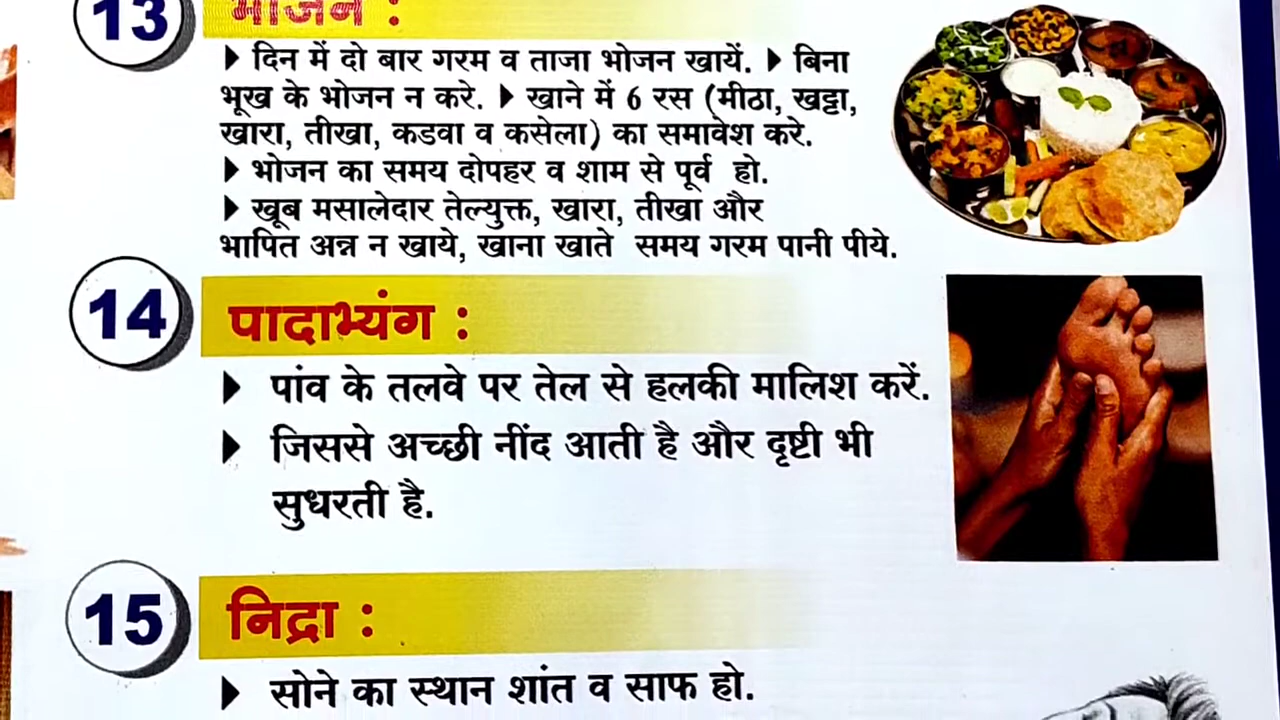 13
भोजन :
▶ दिन में दो बार गरम व ताजा भोजन खायें. ▶ बिना
भूख के भोजन न करे. ▶ खाने में 6 रस (मीठा, खट्टा,
खारा, तीखा, कडवा व कसेला) का समावेश करे.
▶ भोजन का समय दोपहर व शाम से पूर्व हो.
▶ खूब मसालेदार तेल्युक्त, खारा, तीखा और
भापित अन्न न खाये, खाना खाते समय गरम पानी पीये.
14
पादाभ्यंग :
▶ पांव के तलवे पर तेल से हलकी मालिश करें.
▶ जिससे अच्छी नींद आती है और दृष्टी भी
सुधरती है.
15
निद्रा :
▶ सोने का स्थान शांत व साफ हो.